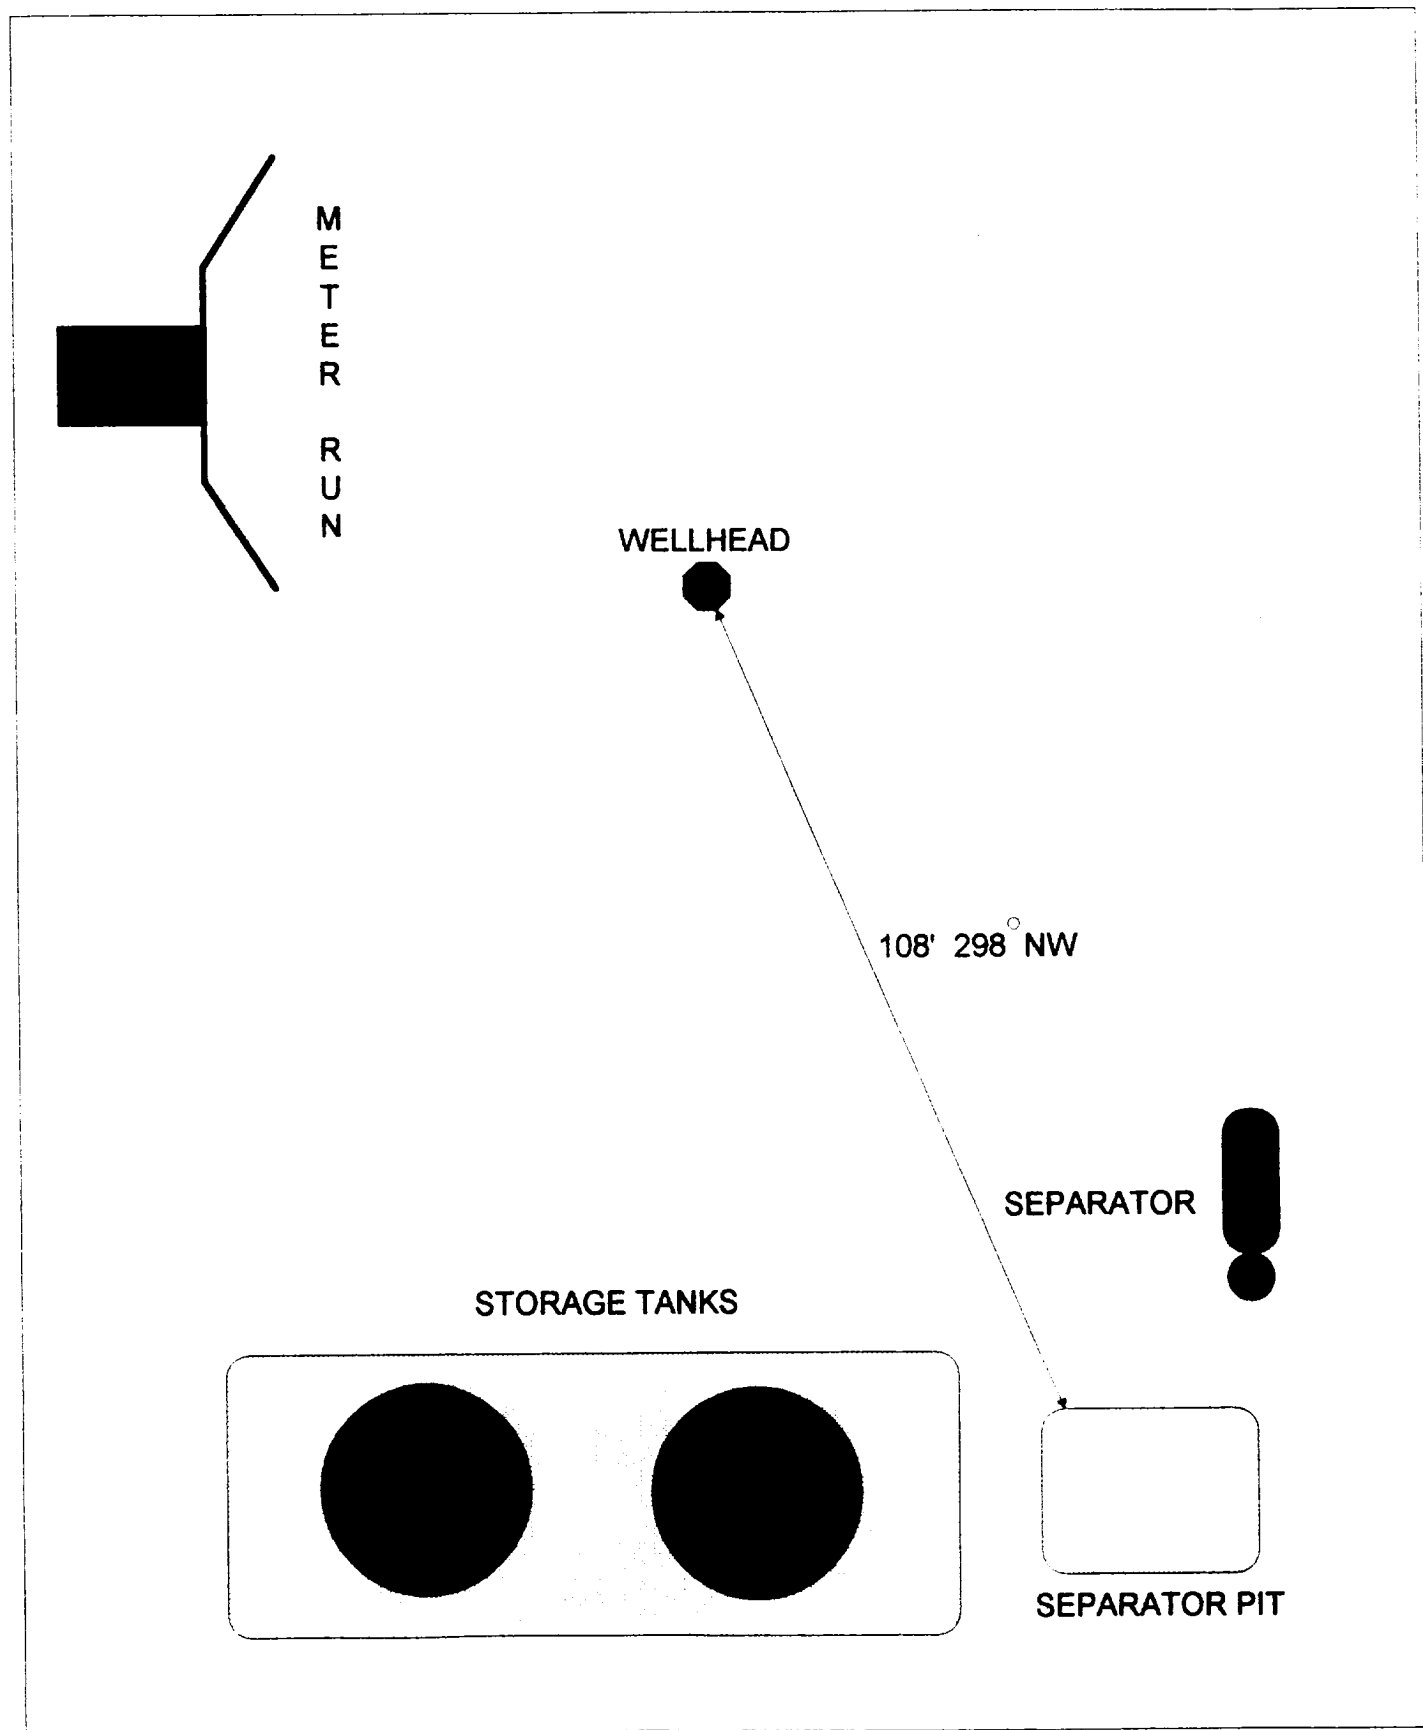 METER RUN
WELLHEAD
108' 298° NW
SEPARATOR
STORAGE TANKS
SEPARATOR PIT